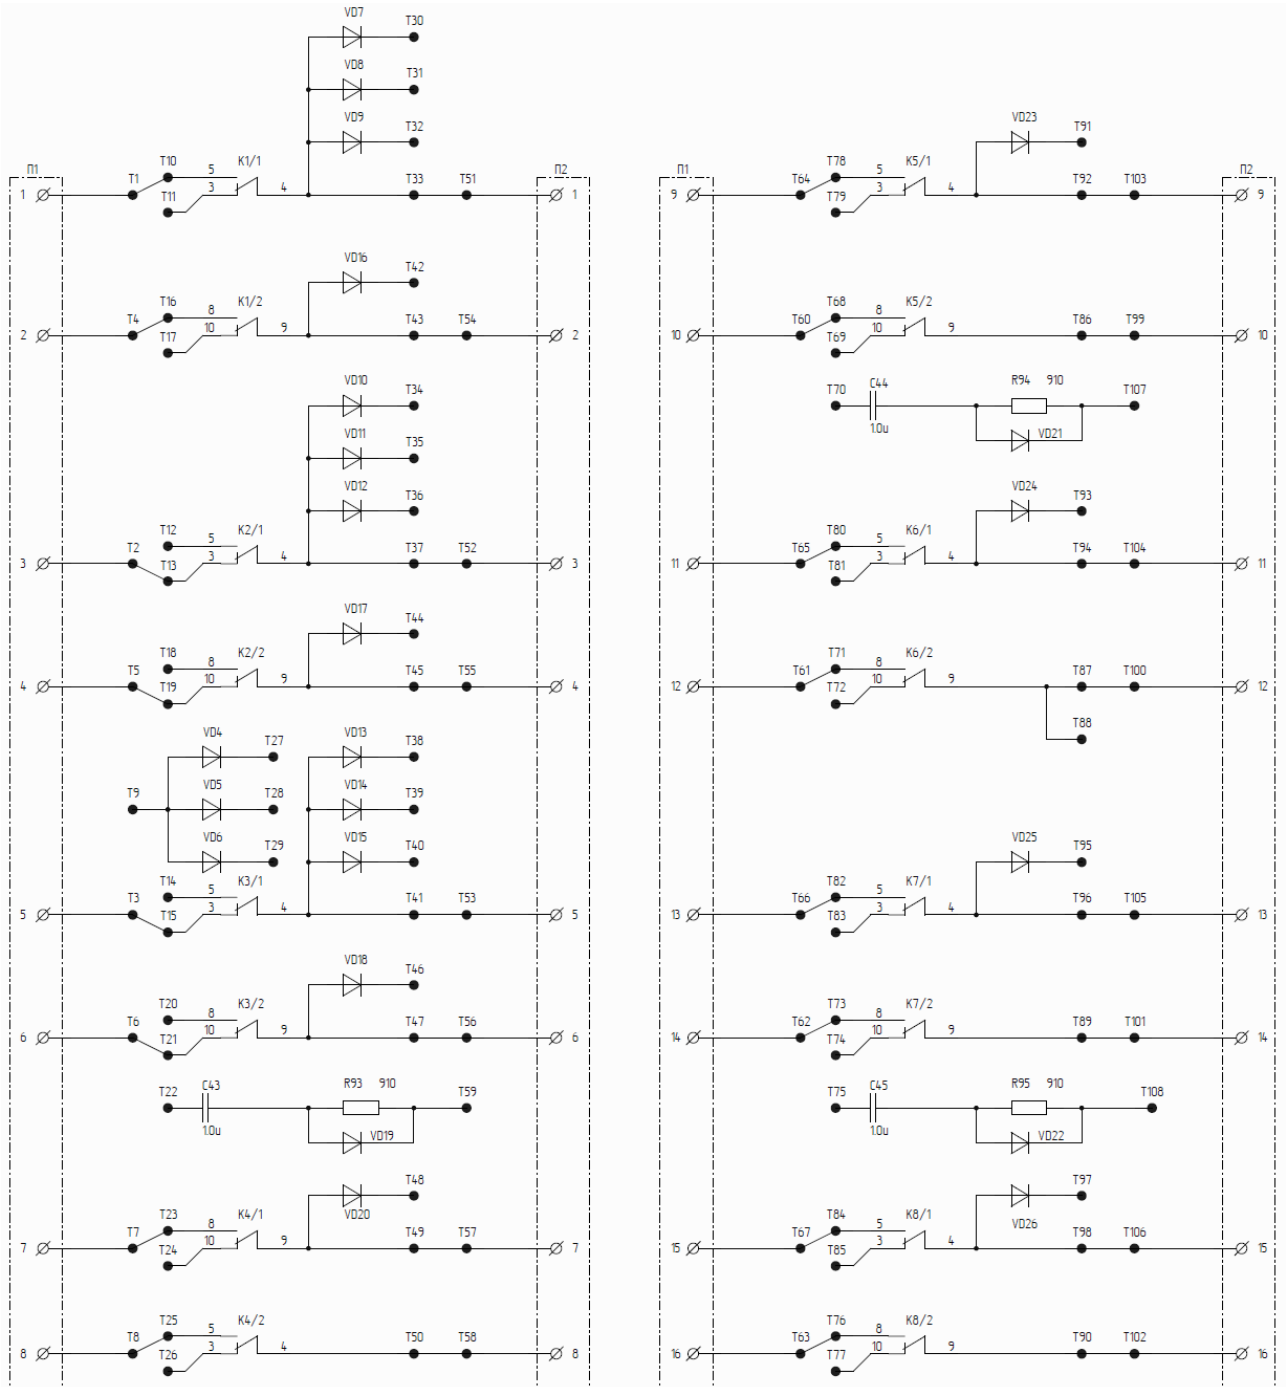 VD7 T30
VD8 T31
VD9 T32
П1 T10 5 K1/1 П2
1 T1 T11 3 4 T33 T51 1
VD16 T42
T16 8 K1/2
2 T4 T17 10 9 T43 T54 2
VD10 T34
VD11 T35
VD12 T36
T12 5 K2/1
3 T2 T13 3 4 T37 T52 3
VD17 T44
T18 8 K2/2
4 T5 T19 10 9 T45 T55 4
VD4 T27 VD13 T38
T9 VD5 T28 VD14 T39
VD6 T29 VD15 T40
T14 5 K3/1
5 T3 T15 3 4 T41 T53 5
VD18 T46
T20 8 K3/2
6 T6 T21 10 9 T47 T56 6
T22 C43 R93 910 T59
1.0u VD19
T48
VD20
T23 8 K4/1
7 T7 T24 10 9 T49 T57 7
T25 5 K4/2
8 T8 T26 3 4 T50 T58 8
VD23 T91
П1 T78 5 K5/1 П2
9 T64 T79 3 4 T92 T103 9
T68 8 K5/2
10 T60 T69 10 9 T86 T99 10
T70 C44 R94 910 T107
1.0u VD21
VD24 T93
T80 5 K6/1
11 T65 T81 3 4 T94 T104 11
T71 8 K6/2
12 T61 T72 10 9 T87 T100 12
T88
VD25 T95
T82 5 K7/1
13 T66 T83 3 4 T96 T105 13
T73 8 K7/2
14 T62 T74 10 9 T89 T101 14
T75 C45 R95 910 T108
1.0u VD22
T97
VD26
T84 5 K8/1
15 T67 T85 3 4 T98 T106 15
T76 8 K8/2
16 T63 T77 10 9 T90 T102 16